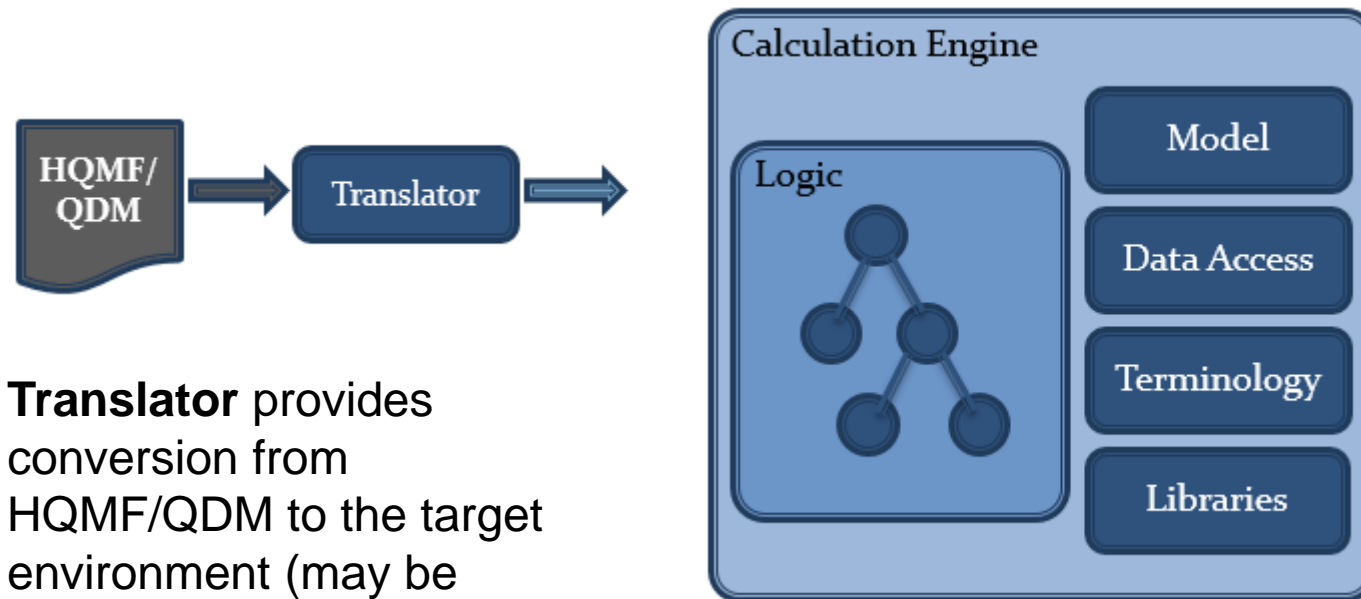 HQMF/
QDM
Translator
Calculation Engine
Logic
Model
Data Access
Terminology
Libraries
Translator provides
conversion from
HQMF/QDM to the target
environment (may be